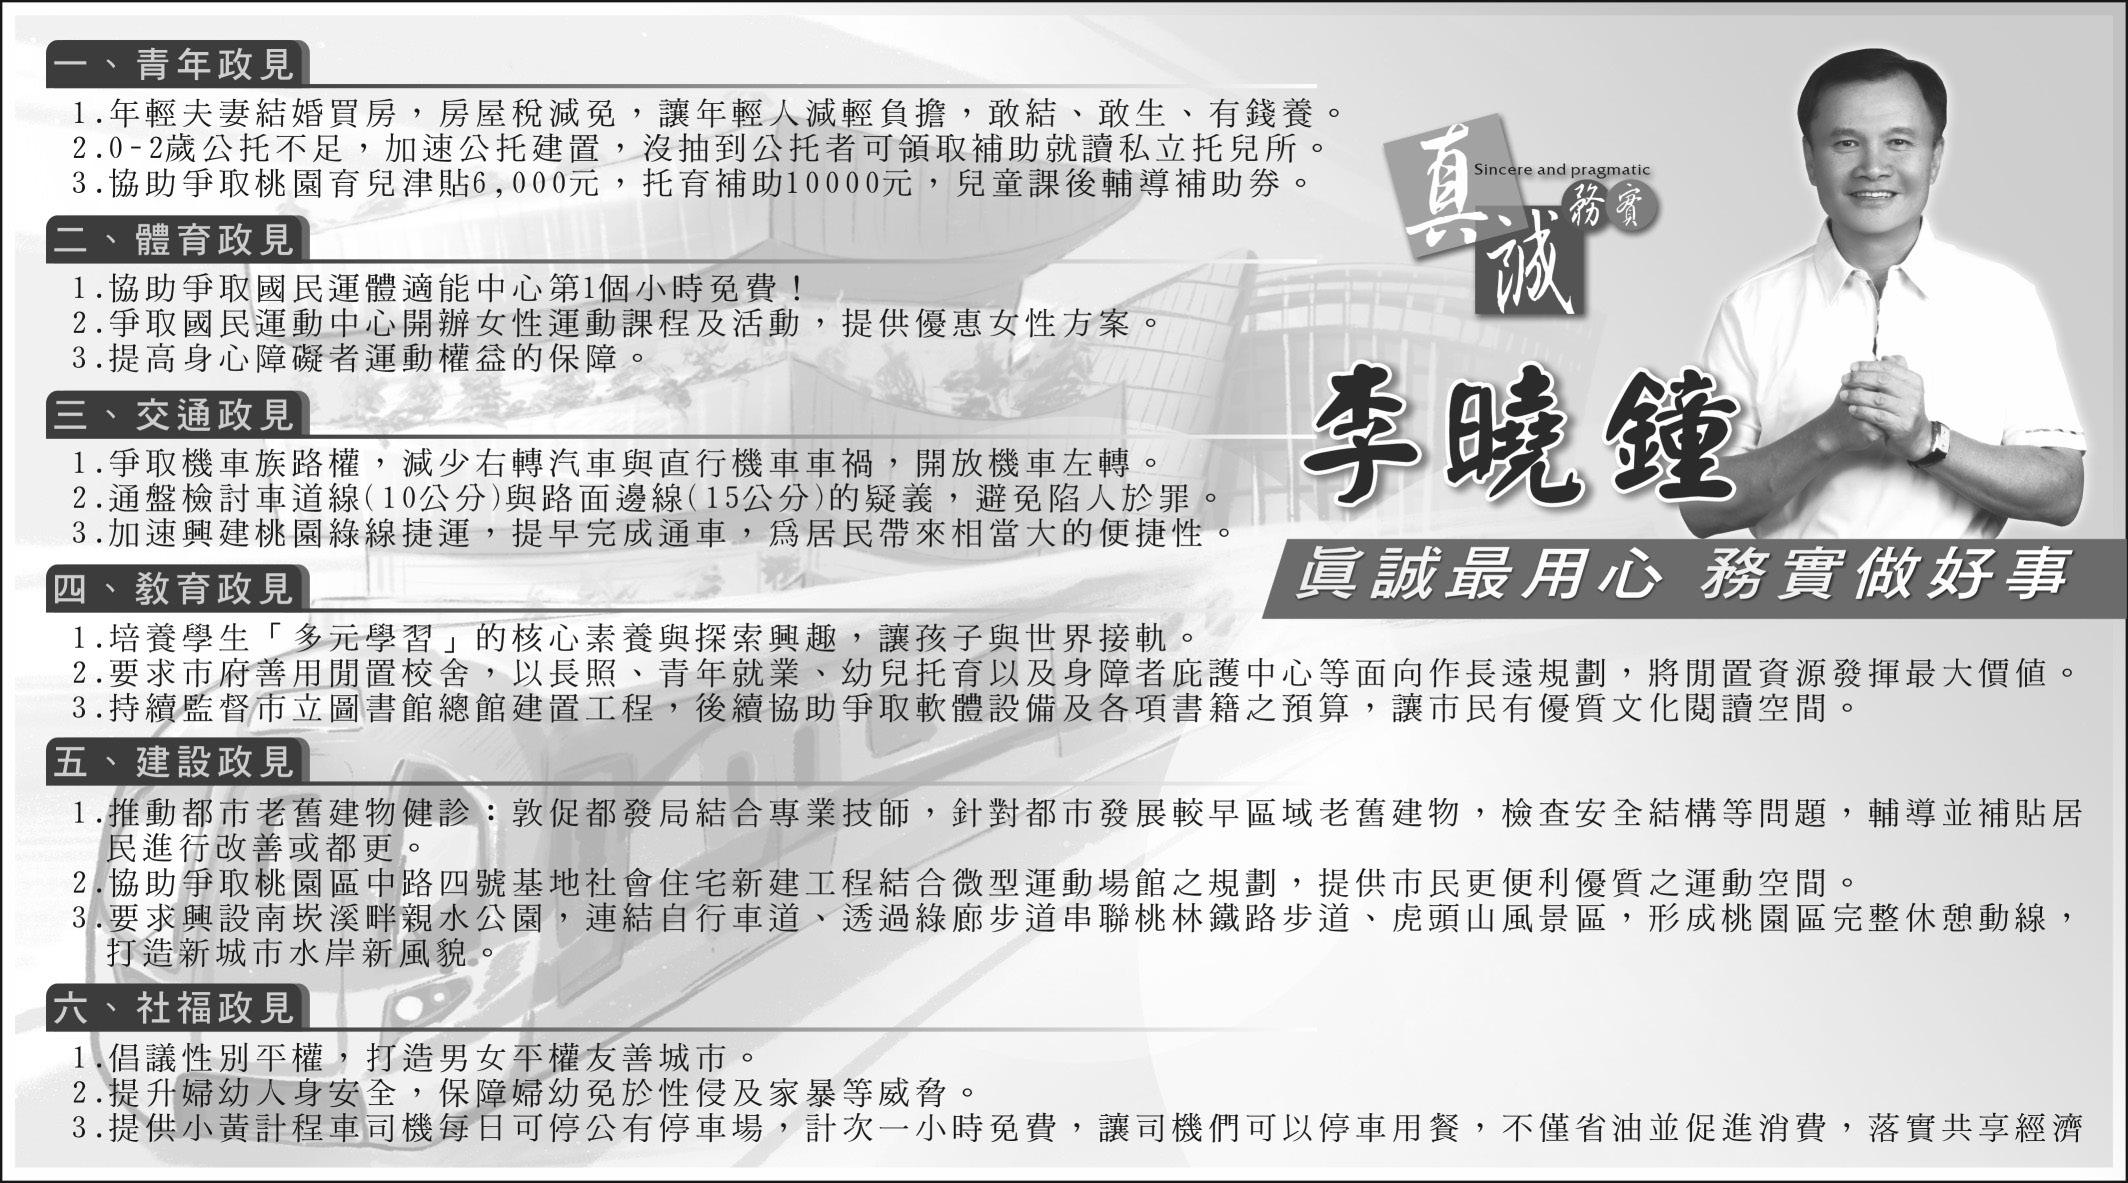 一、青年政見
1.年輕夫妻結婚買房，房屋稅減免，讓年輕人減輕負擔，敢結、敢生、有錢養。
2.0-2歲公托不足，加速公托建置，沒抽到公托者可領取補助就讀私立托兒所。
3.協助爭取桃園育兒津貼6,000元，托育補助10000元，兒童課後輔導補助券。
二、體育政見
1.協助爭取國民運體適能中心第1個小時免費！
2.爭取國民運動中心開辦女性運動課程及活動，提供優惠女性方案。
3.提高身心障礙者運動權益的保障。
三、交通政見
1.爭取機車族路權，減少右轉汽車與直行機車車禍，開放機車左轉。
2.通盤檢討車道線(10公分)與路面邊線(15公分)的疑義，避免陷人於罪。
3.加速興建桃園綠線捷運，提早完成通車，為居民帶來相當大的便捷性。
四、教育政見
1.培養學生「多元學習」的核心素養與探索興趣，讓孩子與世界接軌。
2.要求市府善用閒置校舍，以長照、青年就業、幼兒托育以及身障者庇護中心等面向作長遠規劃，將閒置資源發揮最大價值。
3.持續監督市立圖書館總館建置工程，後續協助爭取軟體設備及各項書籍之預算，讓市民有優質文化閱讀空間。
五、建設政見
1.推動都市老舊建物健診：敦促都發局結合專業技師，針對都市發展較早區域老舊建物，檢查安全結構等問題，輔導並補貼居
民進行改善或都更。
2.協助爭取桃園區中路四號基地社會住宅新建工程結合微型運動場館之規劃，提供市民更便利優質之運動空間。
3.要求興設南崁溪畔親水公園，連結自行車道、透過綠廊步道串聯桃林鐵路步道、虎頭山風景區，形成桃園區完整休憩動線，
打造新城市水岸新風貌。
六、社福政見
1.倡議性別平權，打造男女平權友善城市。
2.提升婦幼人身安全，保障婦幼免於性侵及家暴等威脅。
3.提供小黃計程車司機每日可停公有停車場，計次一小時免費，讓司機們可以停車用餐，不僅省油並促進消費，落實共享經濟
真誠
Sincere and pragmatic
務實
李曉鐘
真誠最用心 務實做好事